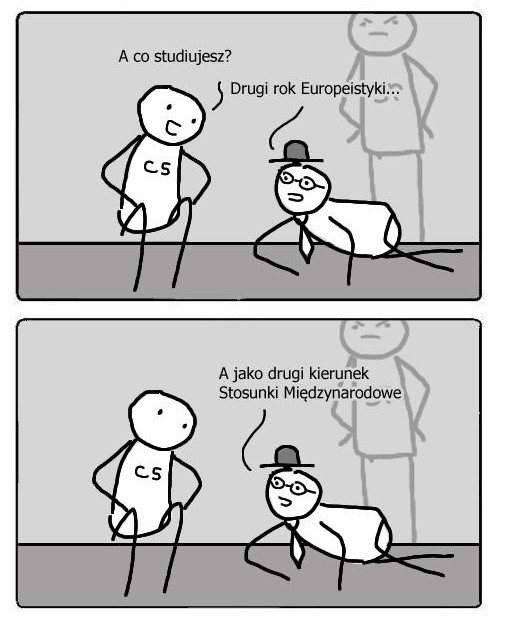 A co studiujesz?
Drugi rok Europeistyki...
CS
A jako drugi kierunek
Stosunki Międzynarodowe
CS